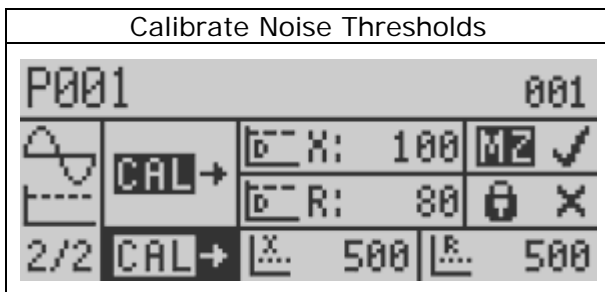 Calibrate Noise Thresholds
P001 001
CAL D X: 100 MZ
D R: 80
2/2 CAL X 500 R 500